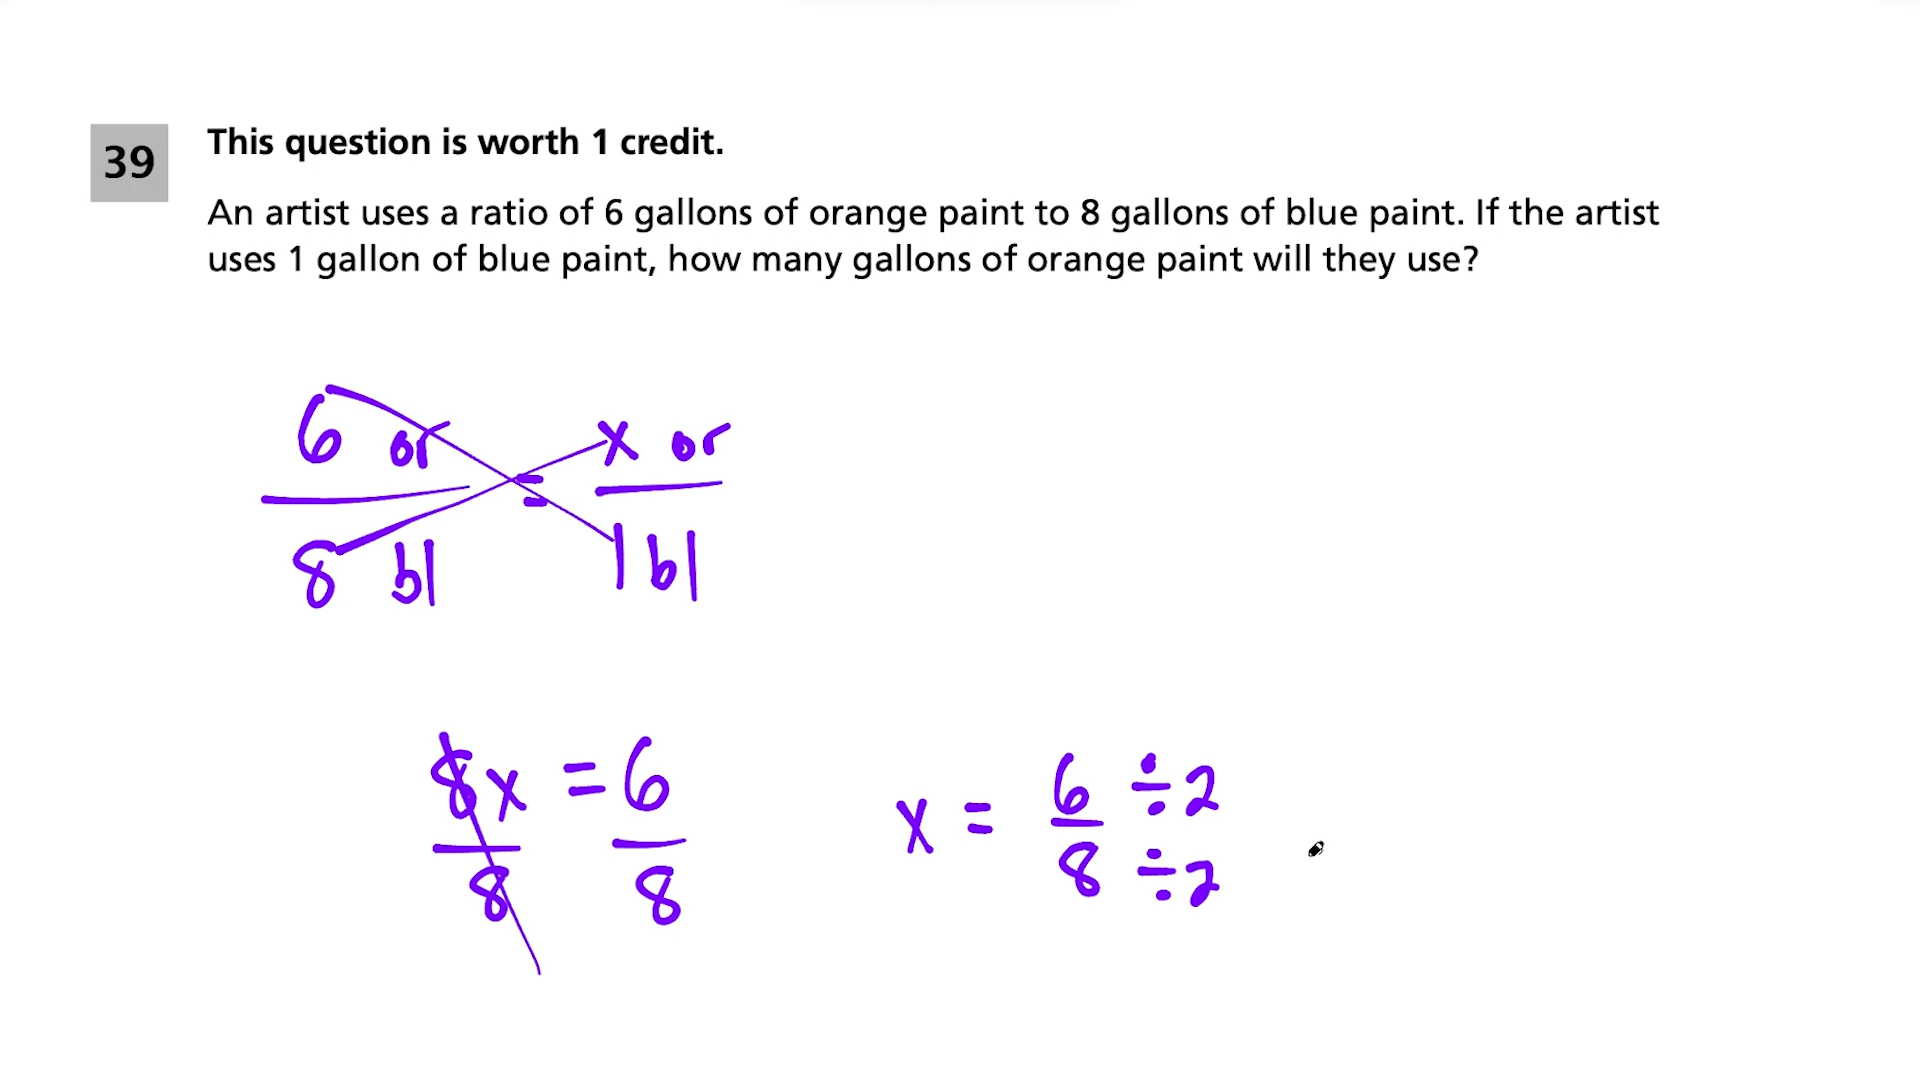 39
This question is worth 1 credit.
An artist uses a ratio of 6 gallons of orange paint to 8 gallons of blue paint. If the artist
uses 1 gallon of blue paint, how many gallons of orange paint will they use?
6 or = x or
8 bl 1 bl
8x = 6
8 8
x = 6 ÷2
8 ÷2